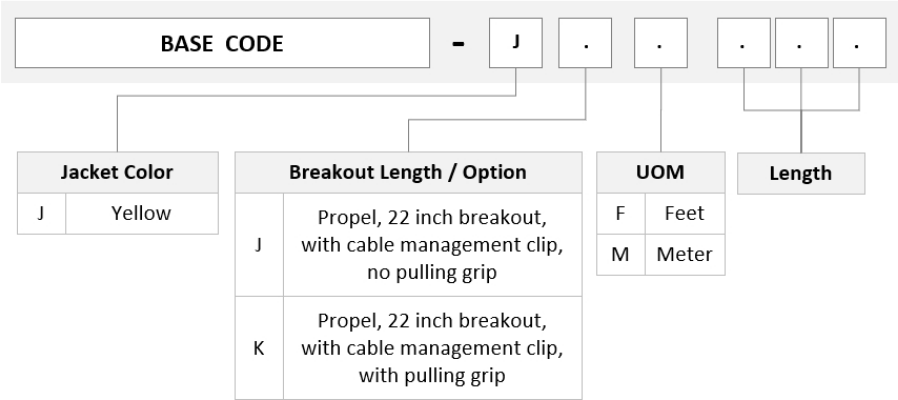 BASE CODE - J . . . . .
Jacket Color
J Yellow
Breakout Length / Option
J Propel, 22 inch breakout,
with cable management clip,
no pulling grip
K Propel, 22 inch breakout,
with cable management clip,
with pulling grip
UOM
F Feet
M Meter
Length